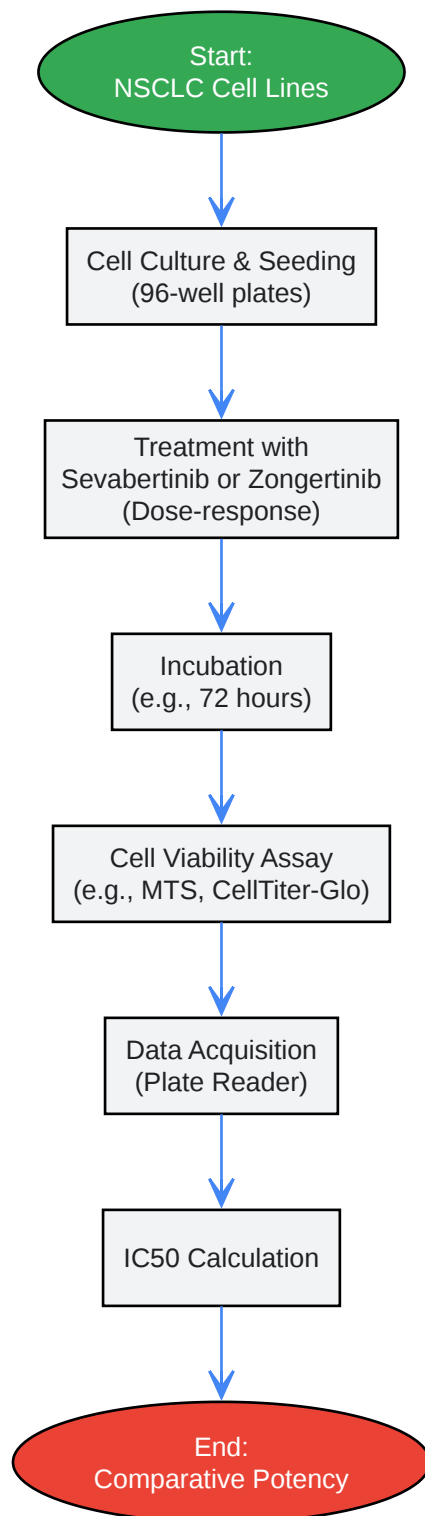 Start:
NSCLC Cell Lines
Cell Culture & Seeding
(96-well plates)
Treatment with
Sevabertinib or Zongertinib
(Dose-response)
Incubation
(e.g., 72 hours)
Cell Viability Assay
(e.g., MTS, CellTiter-Glo)
Data Acquisition
(Plate Reader)
IC50 Calculation
End:
Comparative Potency